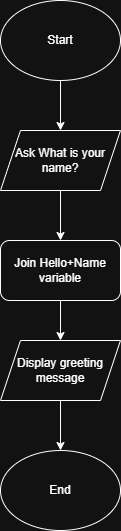 Start
Ask What is your
name?
Join Hello+Name
variable
Display greeting
message
End